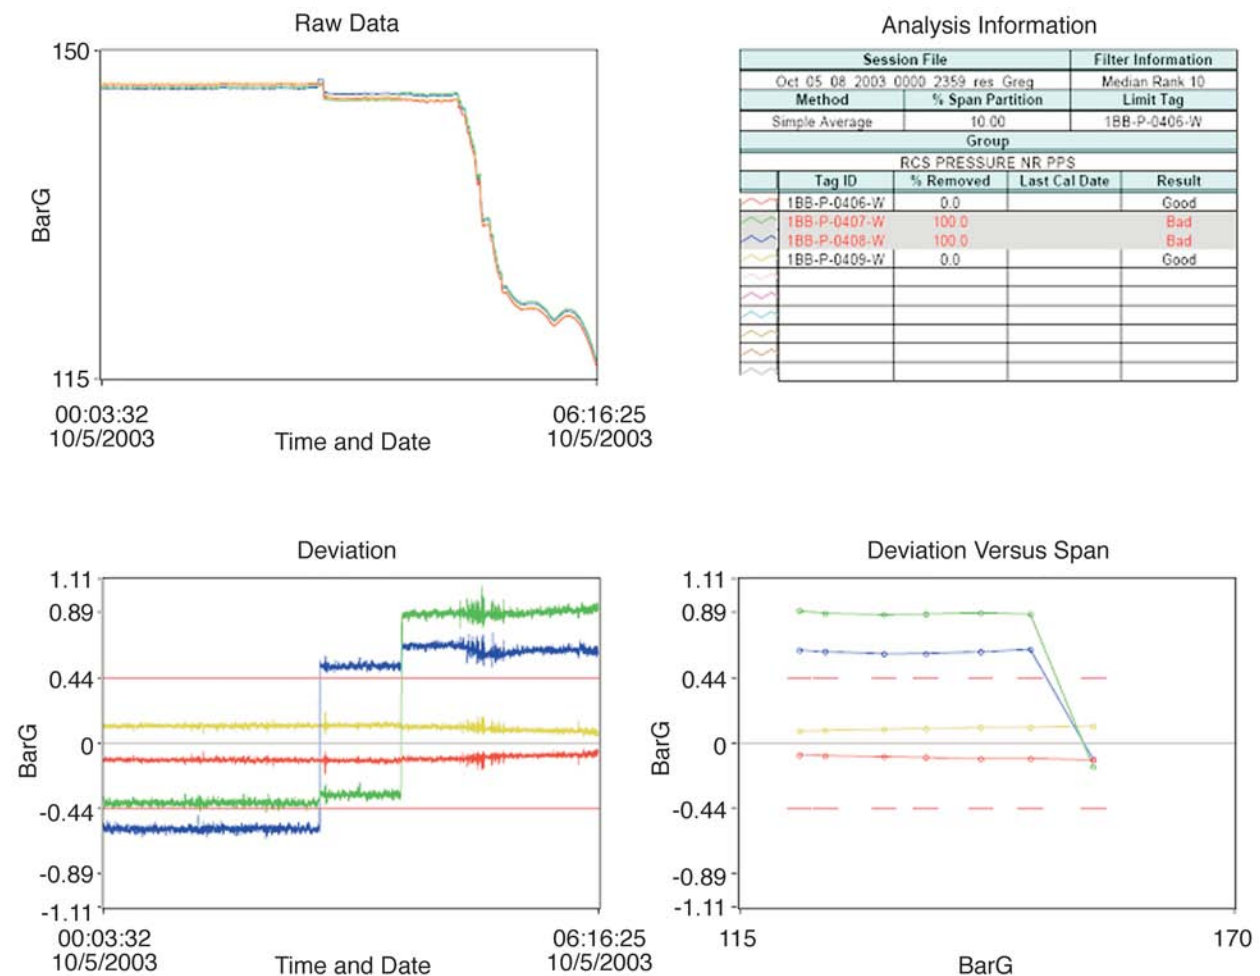 Raw Data
150
BarG
115
00:03:32
10/5/2003
Time and Date
06:16:25
10/5/2003
Analysis Information
Session File Filter Information
Oct 05 08 2003 0000 2359 res Greg Median Rank 10
Method % Span Partition Limit Tag
Simple Average 10.00 1BB-P-0406-W
Group
RCS PRESSURE NR PPS
Tag ID % Removed Last Cal Date Result
1BB-P-0406-W 0.0 Good
1BB-P-0407-W 100.0 Bad
1BB-P-0408-W 100.0 Bad
1BB-P-0409-W 0.0 Good
Deviation
1.11
0.89
0.44
0
-0.44
-0.89
-1.11
BarG
00:03:32
10/5/2003
Time and Date
06:16:25
10/5/2003
Deviation Versus Span
1.11
0.89
0.44
0
-0.44
-0.89
-1.11
BarG
115
170
BarG